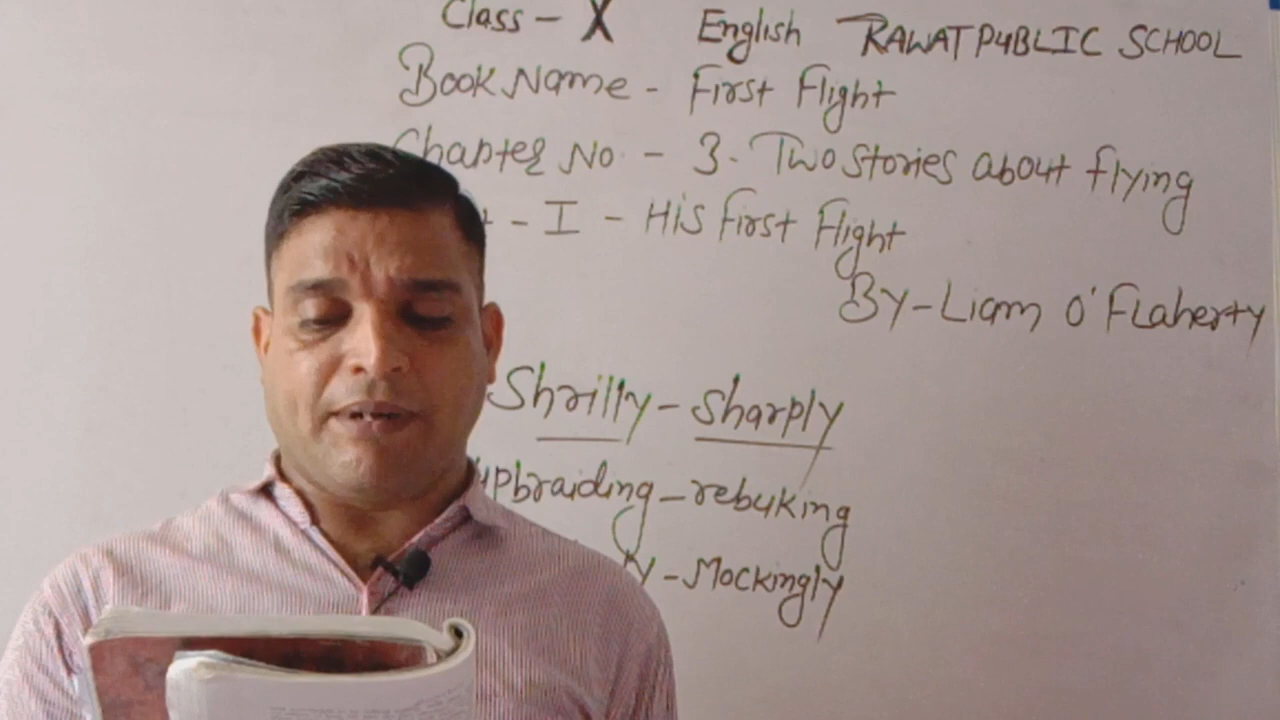 Class - X English RAWAT PUBLIC SCHOOL
Book Name - First Flight
Chapter No - 3. Two Stories about flying
- I - His First Flight
By - Liam O'Flaherty
Shrilly - Sharply
upbraiding - rebuking
- Mockingly